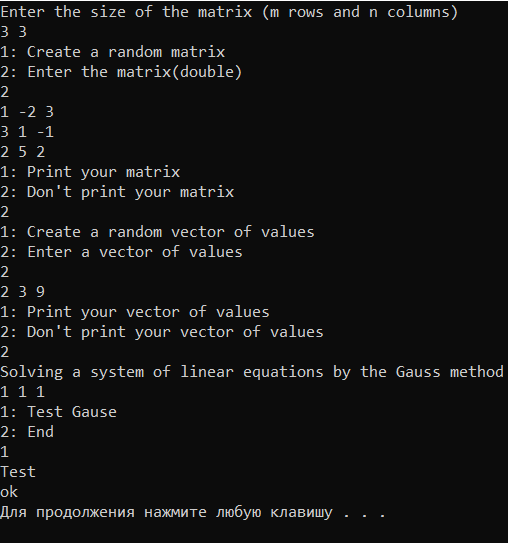 Enter the size of the matrix (m rows and n columns)
3 3
1: Create a random matrix
2: Enter the matrix(double)
2
1 -2 3
3 1 -1
2 5 2
1: Print your matrix
2: Don't print your matrix
2
1: Create a random vector of values
2: Enter a vector of values
2
2 3 9
1: Print your vector of values
2: Don't print your vector of values
2
Solving a system of linear equations by the Gauss method
1 1 1
1: Test Gause
2: End
1
Test
ok
Для продолжения нажмите любую клавишу . . .